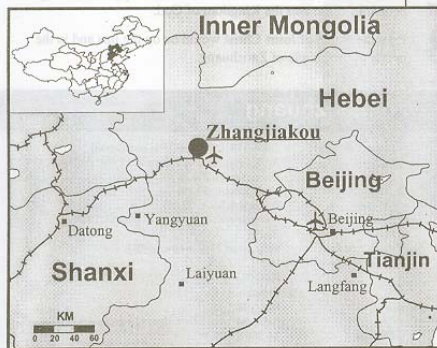 Inner Mongolia
Hebei
Zhangjiakou
Beijing
Beijing
Yangyuan
Datong
Tianjin
Shanxi
Laiyuan
Langfang
KM
0 20 40 60